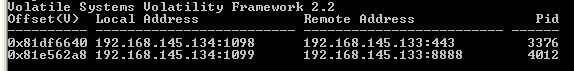 Volatile Systems Volatility Framework 2.2
Offset(V) Local Address Remote Address Pid
---------- ------------------------- ------------------------- ------
0x81df6640 192.168.145.134:1098 192.168.145.133:443 3376
0x81e562a8 192.168.145.134:1099 192.168.145.133:8888 4012